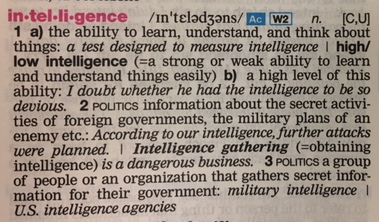 in•tel•li•gence /ɪnˈtɛlədʒəns/ Ac W2 n. [C,U]
1 a) the ability to learn, understand, and think about
things: a test designed to measure intelligence | high/
low intelligence (=a strong or weak ability to learn
and understand things easily) b) a high level of this
ability: I doubt whether he had the intelligence to be so
devious. 2 POLITICS information about the secret activi-
ties of foreign governments, the military plans of an
enemy etc.: According to our intelligence, further attacks
were planned. | Intelligence gathering (=obtaining
intelligence) is a dangerous business. 3 POLITICS a group
of people or an organization that gathers secret infor-
mation for their government: military intelligence |
U.S. intelligence agencies